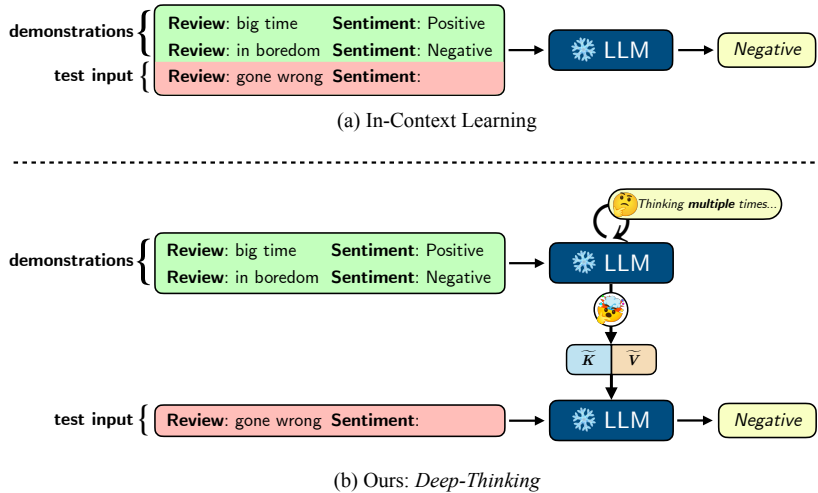 demonstrations
Review: big time Sentiment: Positive
Review: in boredom Sentiment: Negative
test input
Review: gone wrong Sentiment:
LLM
Negative
(a) In-Context Learning
Thinking multiple times...
demonstrations
Review: big time Sentiment: Positive
Review: in boredom Sentiment: Negative
LLM
K̃ Ṽ
test input
Review: gone wrong Sentiment:
LLM
Negative
(b) Ours: Deep-Thinking